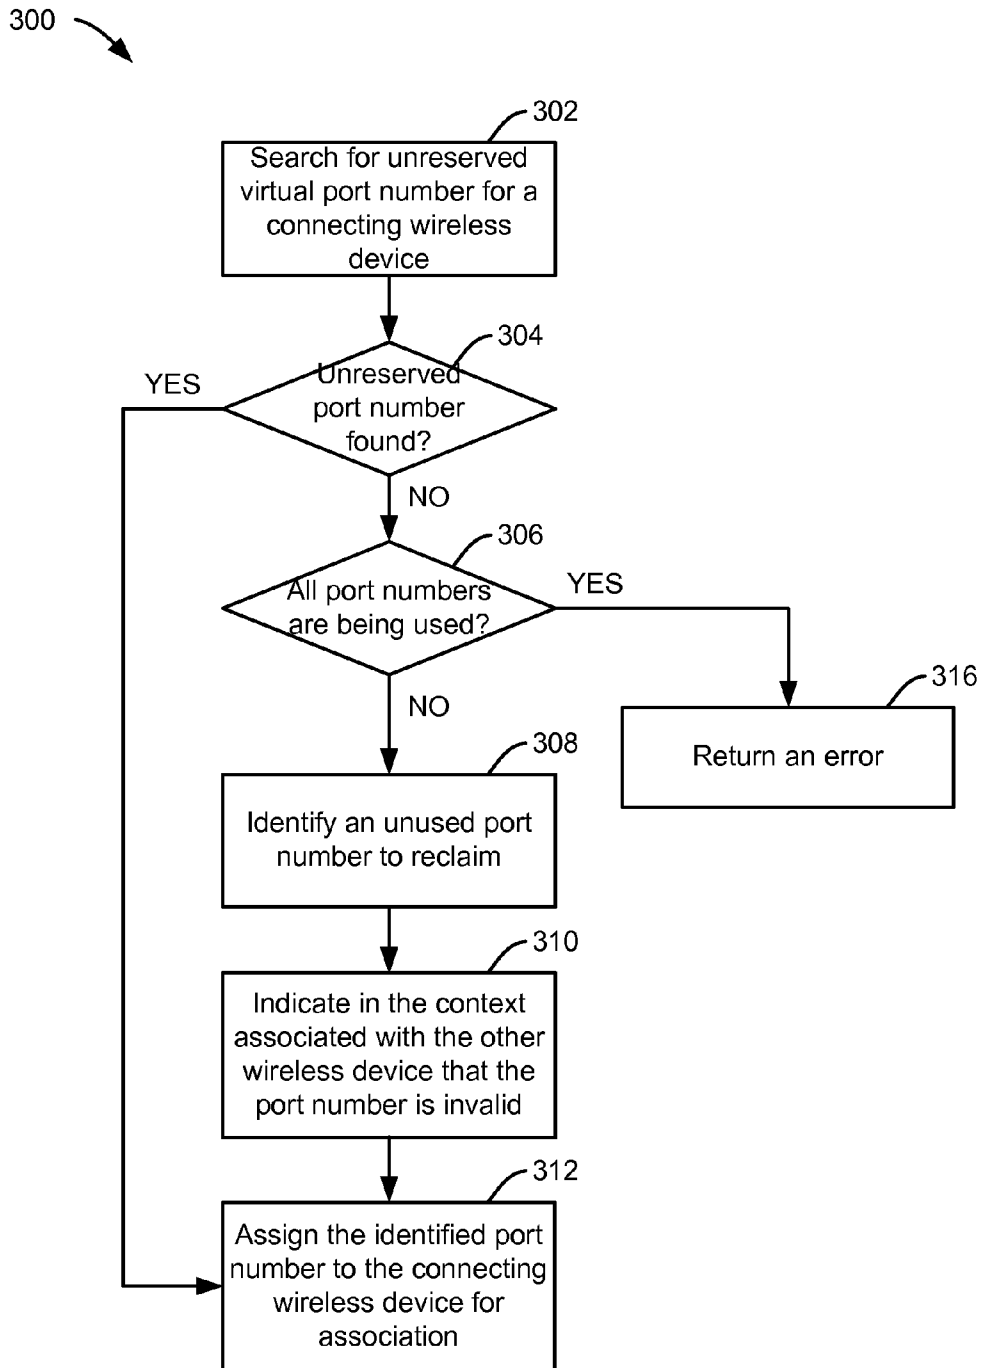 300
302
Search for unreserved
virtual port number for a
connecting wireless
device
304
YES
Unreserved
port number
found?
NO
306
All port numbers
are being used?
YES
NO
316
Return an error
308
Identify an unused port
number to reclaim
310
Indicate in the context
associated with the other
wireless device that the
port number is invalid
312
Assign the identified port
number to the connecting
wireless device for
association